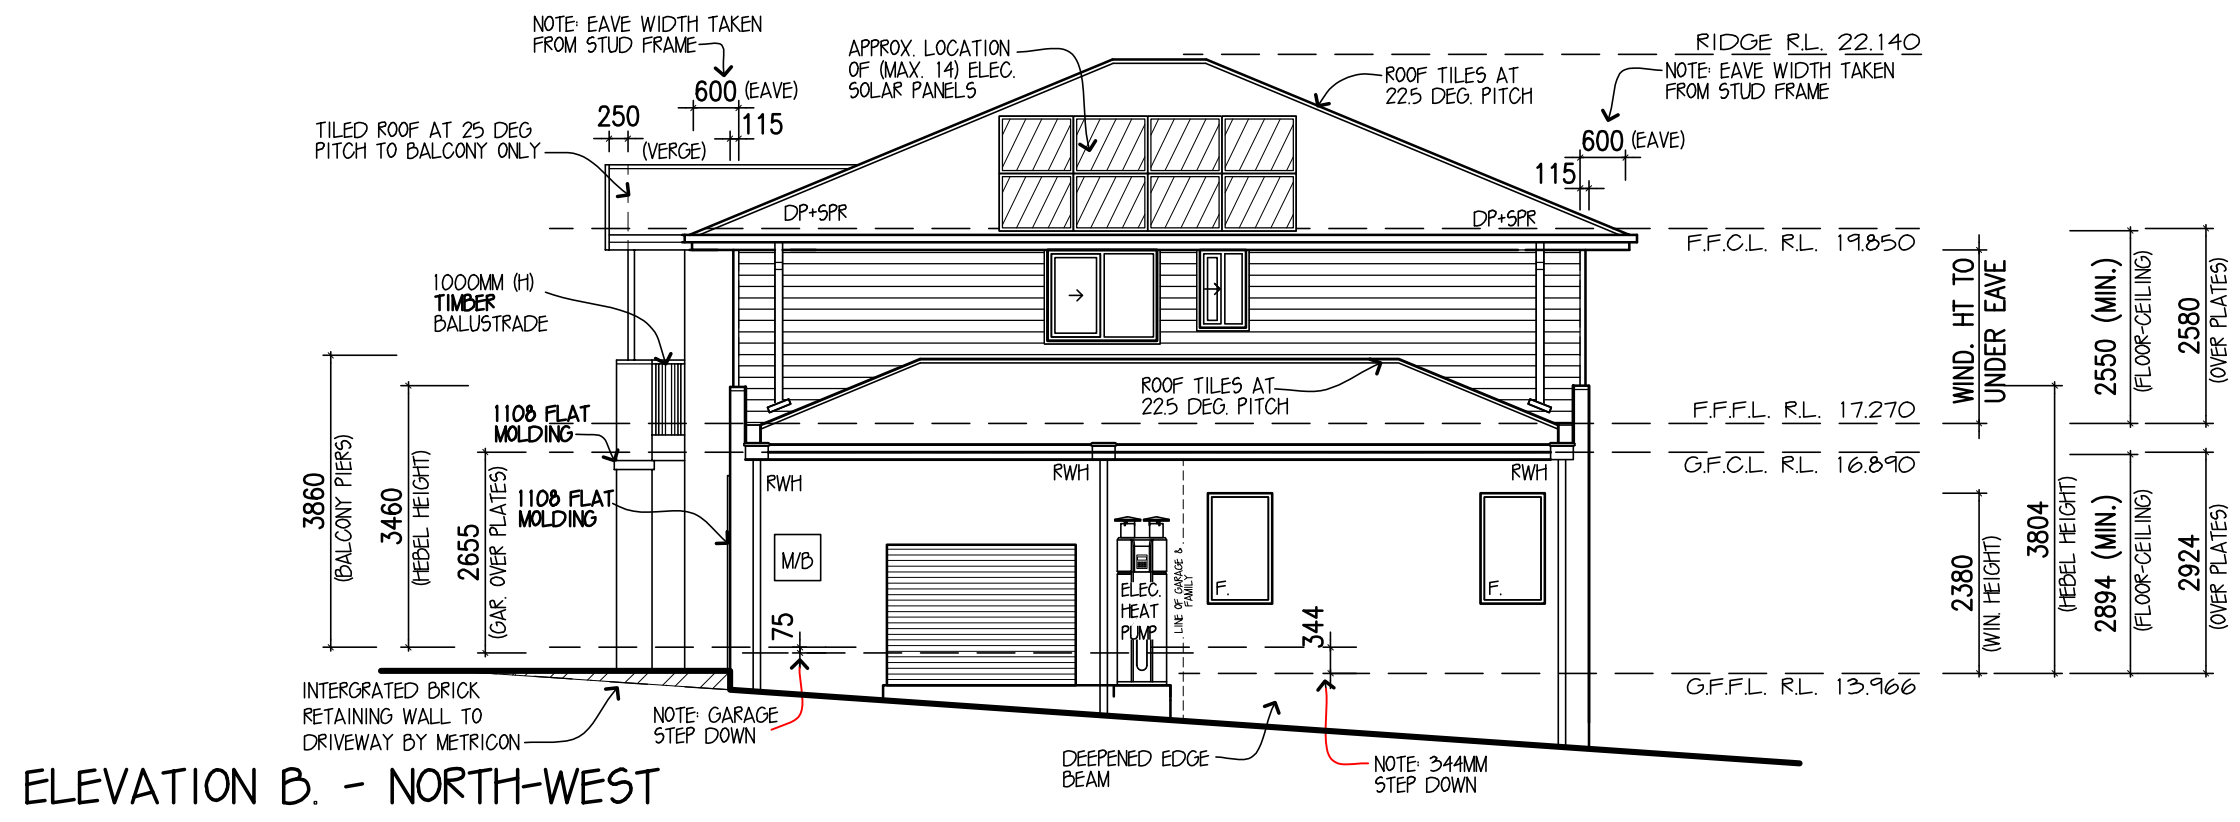 NOTE: EAVE WIDTH TAKEN
FROM STUD FRAME
600 (EAVE)
250
115
(VERGE)
TILED ROOF AT 25 DEG
PITCH TO BALCONY ONLY
APPROX. LOCATION
OF (MAX. 14) ELEC.
SOLAR PANELS
ROOF TILES AT
22.5 DEG. PITCH
RIDGE R.L. 22.140
NOTE: EAVE WIDTH TAKEN
FROM STUD FRAME
600 (EAVE)
115
DP+SPR
DP+SPR
F.F.C.L. R.L. 19.850
1000MM (H)
TIMBER
BALUSTRADE
ROOF TILES AT
22.5 DEG. PITCH
F.F.F.L. R.L. 17.270
G.F.C.L. R.L. 16.890
WIND. HT TO
UNDER EAVE
2550 (MIN.)
(FLOOR-CEILING)
2580
(OVER PLATES)
1108 FLAT
MOLDING
1108 FLAT
MOLDING
3860
(BALCONY PIERS)
3460
(HEBEL HEIGHT)
2655
(GAR. OVER PLATES)
RWH
RWH
RWH
M/B
75
ELEC.
HEAT
PUMP
LINE OF GARAGE &
FAMILY
F.
F.
344
2380
(WIN. HEIGHT)
3804
(HEBEL HEIGHT)
2894 (MIN.)
(FLOOR-CEILING)
2924
(OVER PLATES)
G.F.F.L. R.L. 13.966
INTERGRATED BRICK
RETAINING WALL TO
DRIVEWAY BY METRICON
NOTE: GARAGE
STEP DOWN
DEEPENED EDGE
BEAM
NOTE: 344MM
STEP DOWN
ELEVATION B. - NORTH-WEST